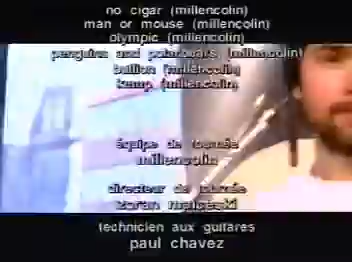 no cigar (millencolin)
man or mouse (millencolin)
olympic (millencolin)
penguins and polarbears (millencolin)
bullion (millencolin)
kemp (millencolin)
équipe de tournée
millencolin
directeur de tournée
zoran
technicien aux guitares
paul chavez